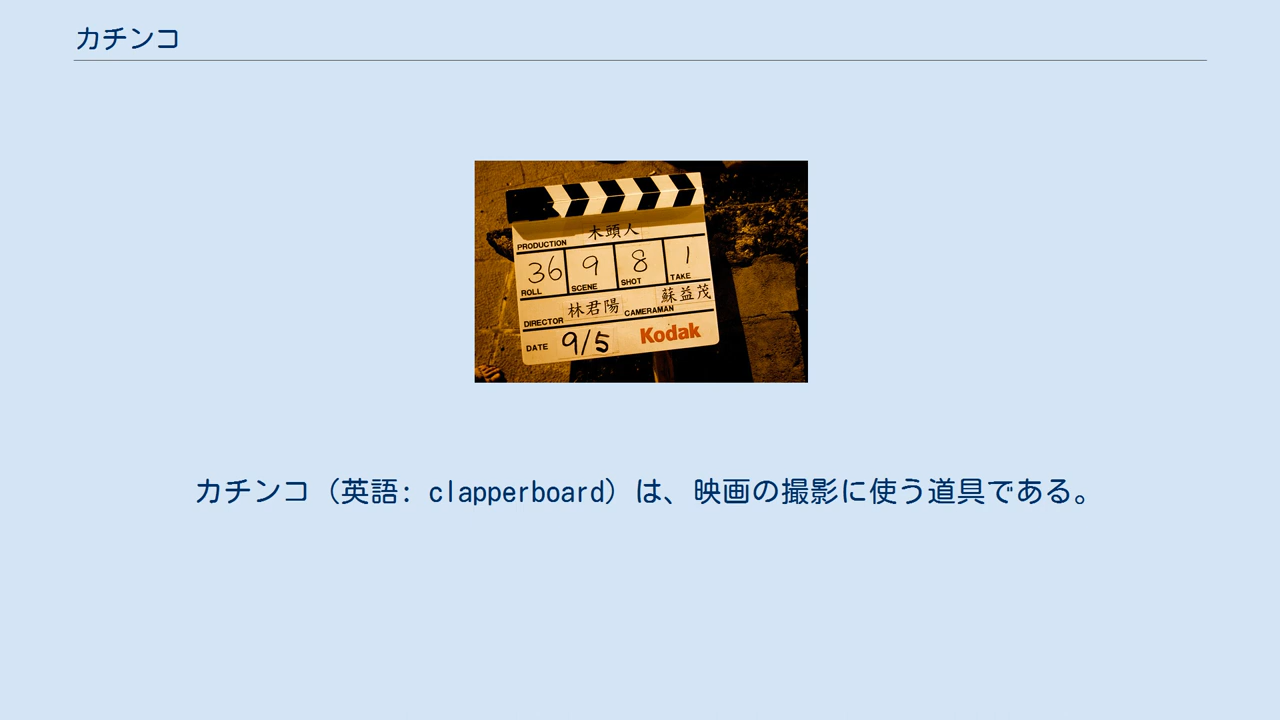 カチンコ
木頭人
PRODUCTION
36 9 8 1
ROLL SCENE SHOT TAKE
林君陽 蘇益茂
DIRECTOR CAMERAMAN
DATE 9/5 Kodak
カチンコ（英語: clapperboard）は、映画の撮影に使う道具である。